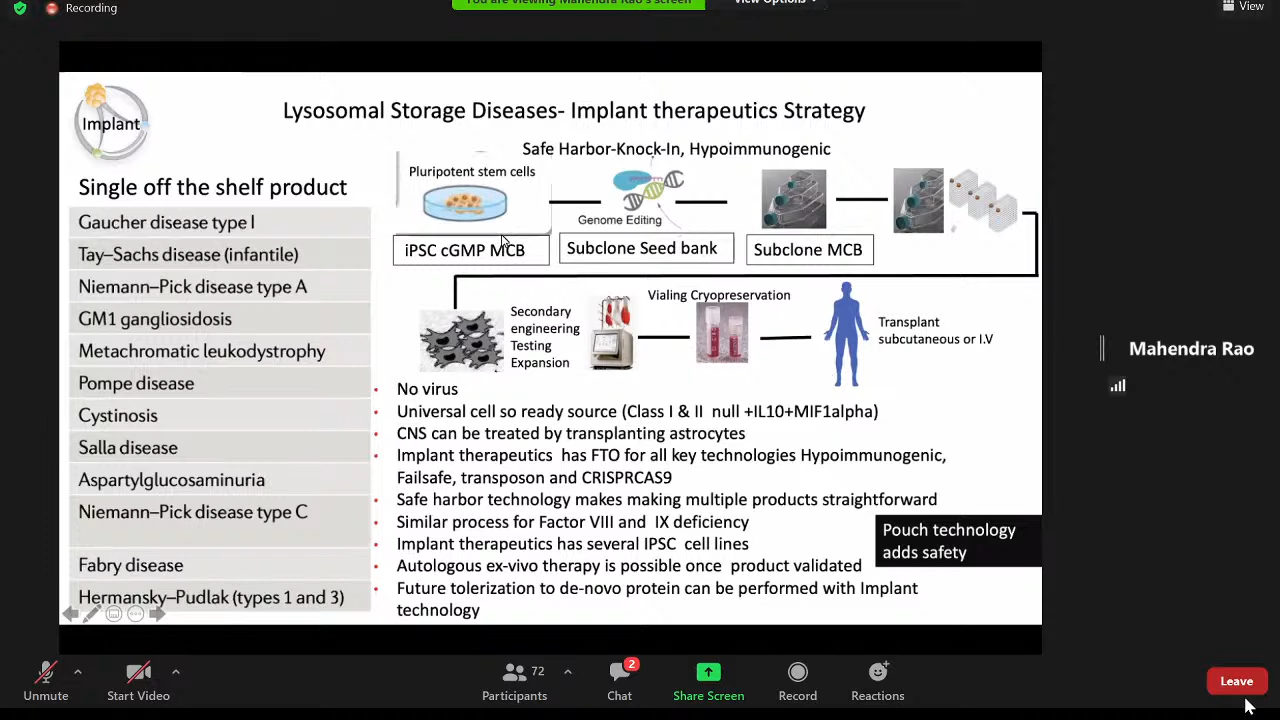 Recording
You are viewing Mahendra Rao's screen
View Options
View
Implant
Lysosomal Storage Diseases- Implant therapeutics Strategy
Safe Harbor-Knock-In, Hypoimmunogenic
Single off the shelf product
Gaucher disease type I
Tay–Sachs disease (infantile)
Niemann–Pick disease type A
GM1 gangliosidosis
Metachromatic leukodystrophy
Pompe disease
Cystinosis
Salla disease
Aspartylglucosaminuria
Niemann–Pick disease type C
Fabry disease
Hermansky–Pudlak (types 1 and 3)
Pluripotent stem cells
Genome Editing
iPSC cGMP MCB
Subclone Seed bank
Subclone MCB
Secondary
engineering
Testing
Expansion
Vialing Cryopreservation
Transplant
subcutaneous or I.V
• No virus
• Universal cell so ready source (Class I & II null +IL10+MIF1alpha)
• CNS can be treated by transplanting astrocytes
• Implant therapeutics has FTO for all key technologies Hypoimmunogenic,
Failsafe, transposon and CRISPRCAS9
• Safe harbor technology makes making multiple products straightforward
• Similar process for Factor VIII and IX deficiency
• Implant therapeutics has several IPSC cell lines
• Autologous ex-vivo therapy is possible once product validated
• Future tolerization to de-novo protein can be performed with Implant
technology
Pouch technology
adds safety
Mahendra Rao
Unmute
Start Video
72
Participants
2
Chat
Share Screen
Record
Reactions
Leave